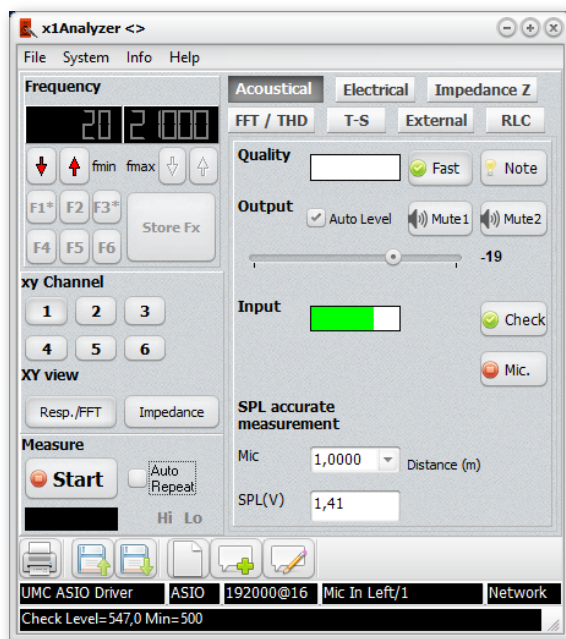 x1Analyzer <>
File System Info Help
Frequency
20 21000
fmin fmax
F1* F2 F3*
F4 F5 F6
Store Fx
xy Channel
1 2 3
4 5 6
XY view
Resp./FFT Impedance
Measure
Start
Auto
Repeat
Hi Lo
Acoustical Electrical Impedance Z
FFT / THD T-S External RLC
Quality
Fast Note
Output
Auto Level Mute1 Mute2
-19
Input
Check
Mic.
SPL accurate
measurement
Mic 1,0000 Distance (m)
SPL(V) 1,41
UMC ASIO Driver ASIO 192000@16 Mic In Left/1 Network
Check Level=547,0 Min=500